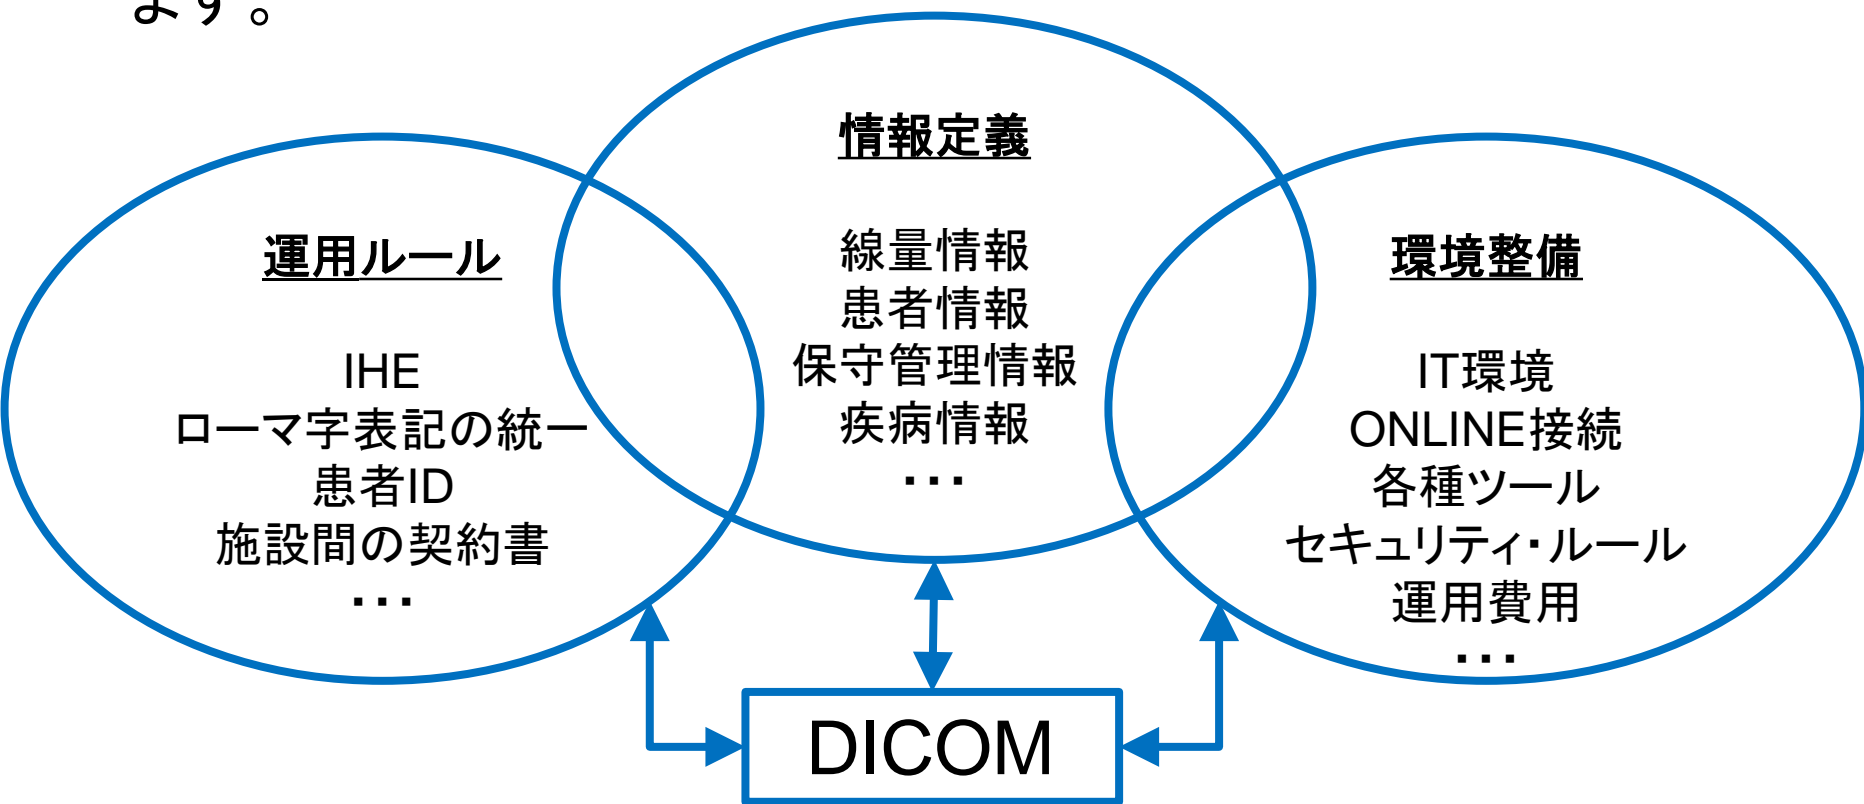 ます。
情報定義
線量情報
患者情報
保守管理情報
疾病情報
・・・
運用ルール
IHE
ローマ字表記の統一
患者ID
施設間の契約書
・・・
環境整備
IT環境
ONLINE接続
各種ツール
セキュリティ・ルール
運用費用
・・・
DICOM